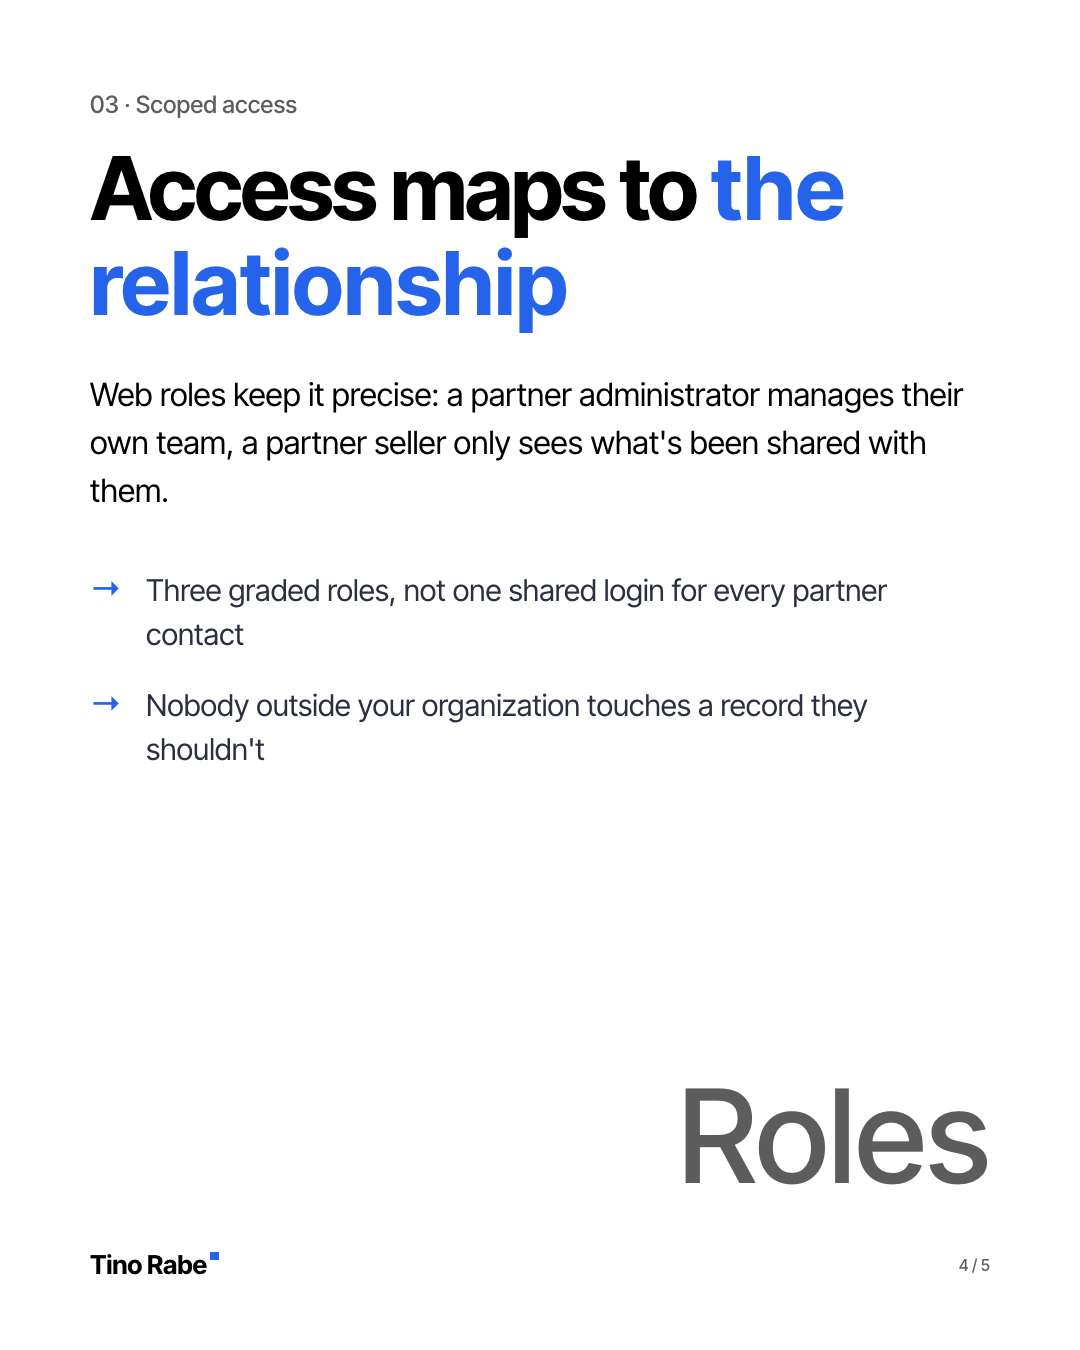 03 · Scoped access
Access maps to the
relationship
Web roles keep it precise: a partner administrator manages their
own team, a partner seller only sees what's been shared with
them.
→ Three graded roles, not one shared login for every partner
contact
→ Nobody outside your organization touches a record they
shouldn't
Roles
Tino Rabe
4 / 5